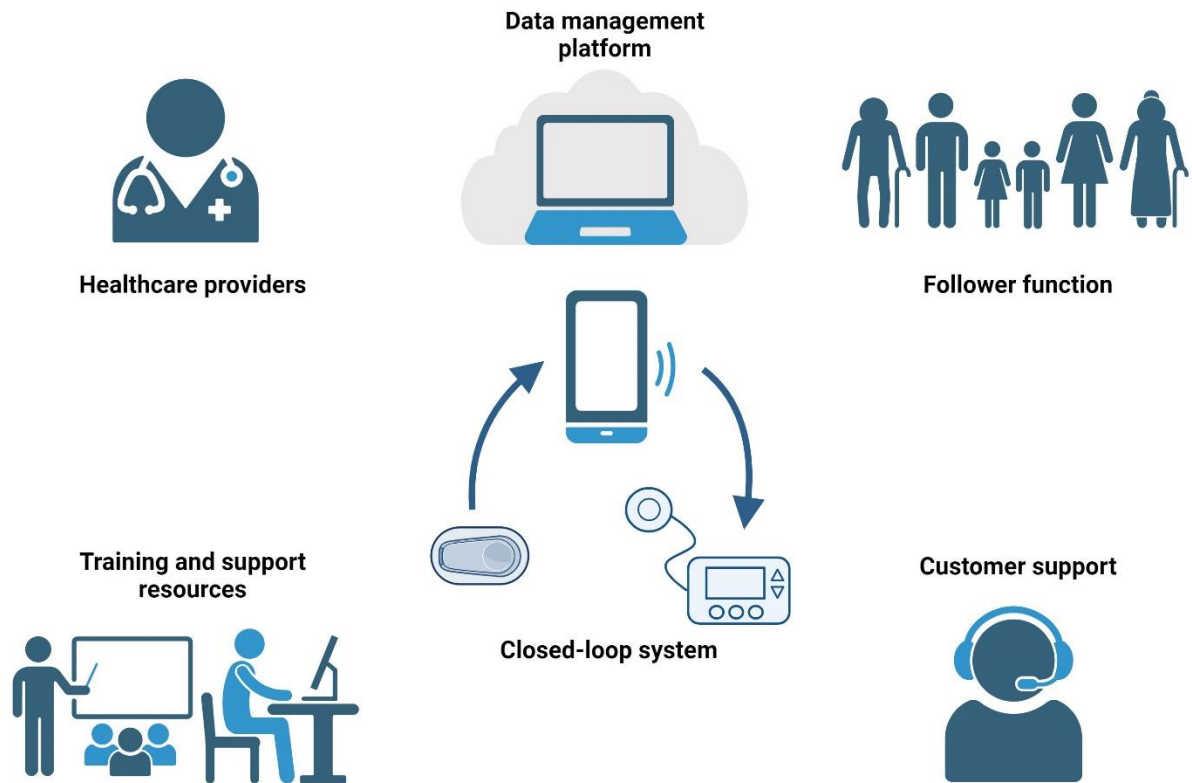 Data management
platform
Healthcare providers
Follower function
Training and support
resources
Closed-loop system
Customer support